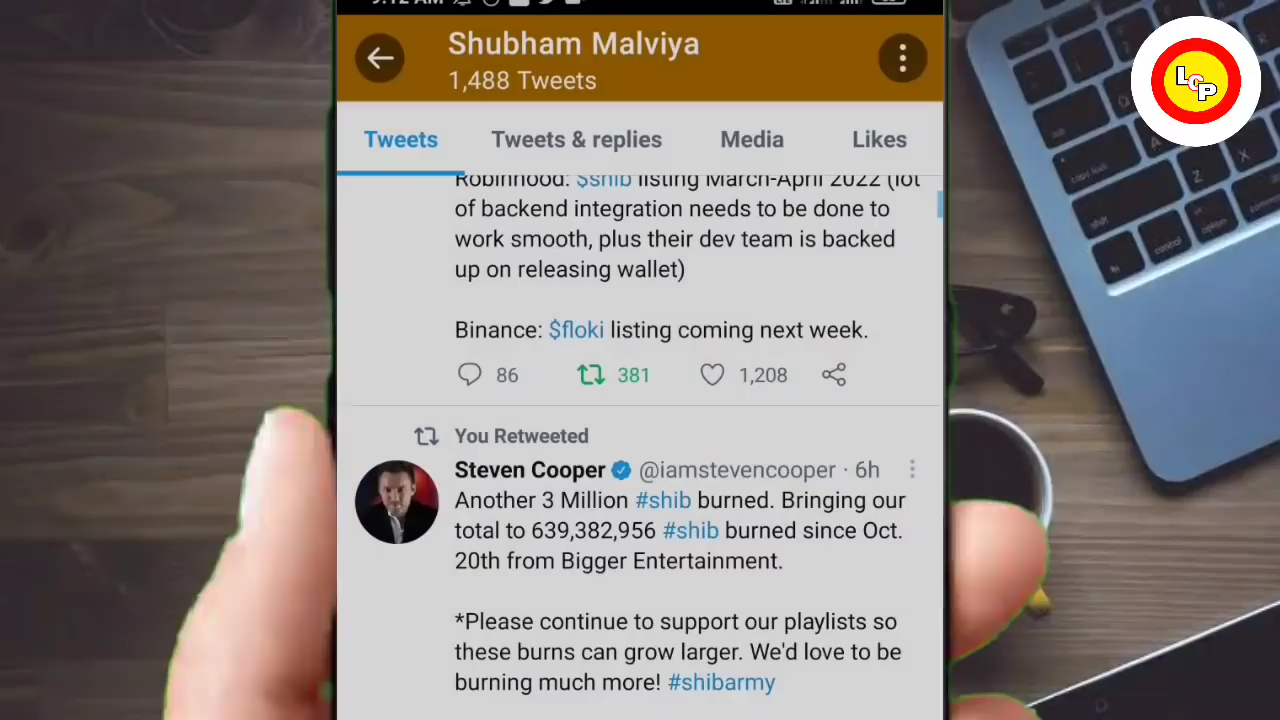 9:12 AM
Shubham Malviya
1,488 Tweets
LCP
Tweets
Tweets & replies
Media
Likes
Robinhood: $shib listing March-April 2022 (lot
of backend integration needs to be done to
work smooth, plus their dev team is backed
up on releasing wallet)
Binance: $floki listing coming next week.
86
381
1,208
You Retweeted
Steven Cooper @iamstevencooper · 6h
Another 3 Million #shib burned. Bringing our
total to 639,382,956 #shib burned since Oct.
20th from Bigger Entertainment.
*Please continue to support our playlists so
these burns can grow larger. We'd love to be
burning much more! #shibarmy